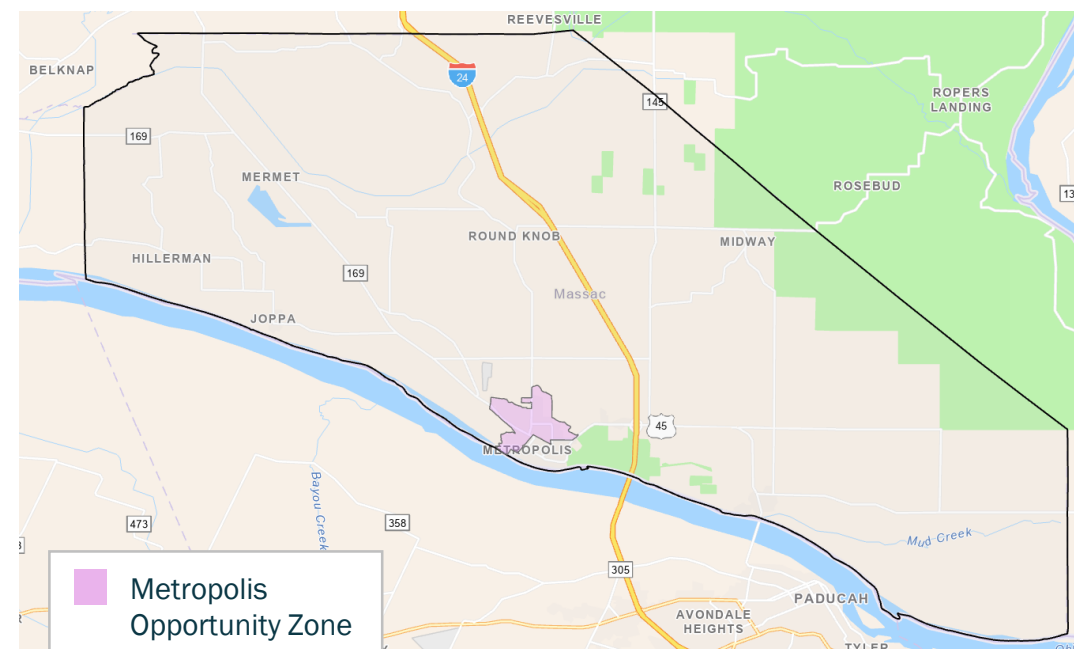 REEVESVILLE
BELKNAP
24
ROPERS
LANDING
145
169
MERMET
ROSEBUD
13
ROUND KNOB
MIDWAY
HILLERMAN
169
Massac
JOPPA
45
METROPOLIS
Bayou Creek
473
358
Mud Creek
305
PADUCAH
AVONDALE
HEIGHTS
TYLER
Metropolis
Opportunity Zone